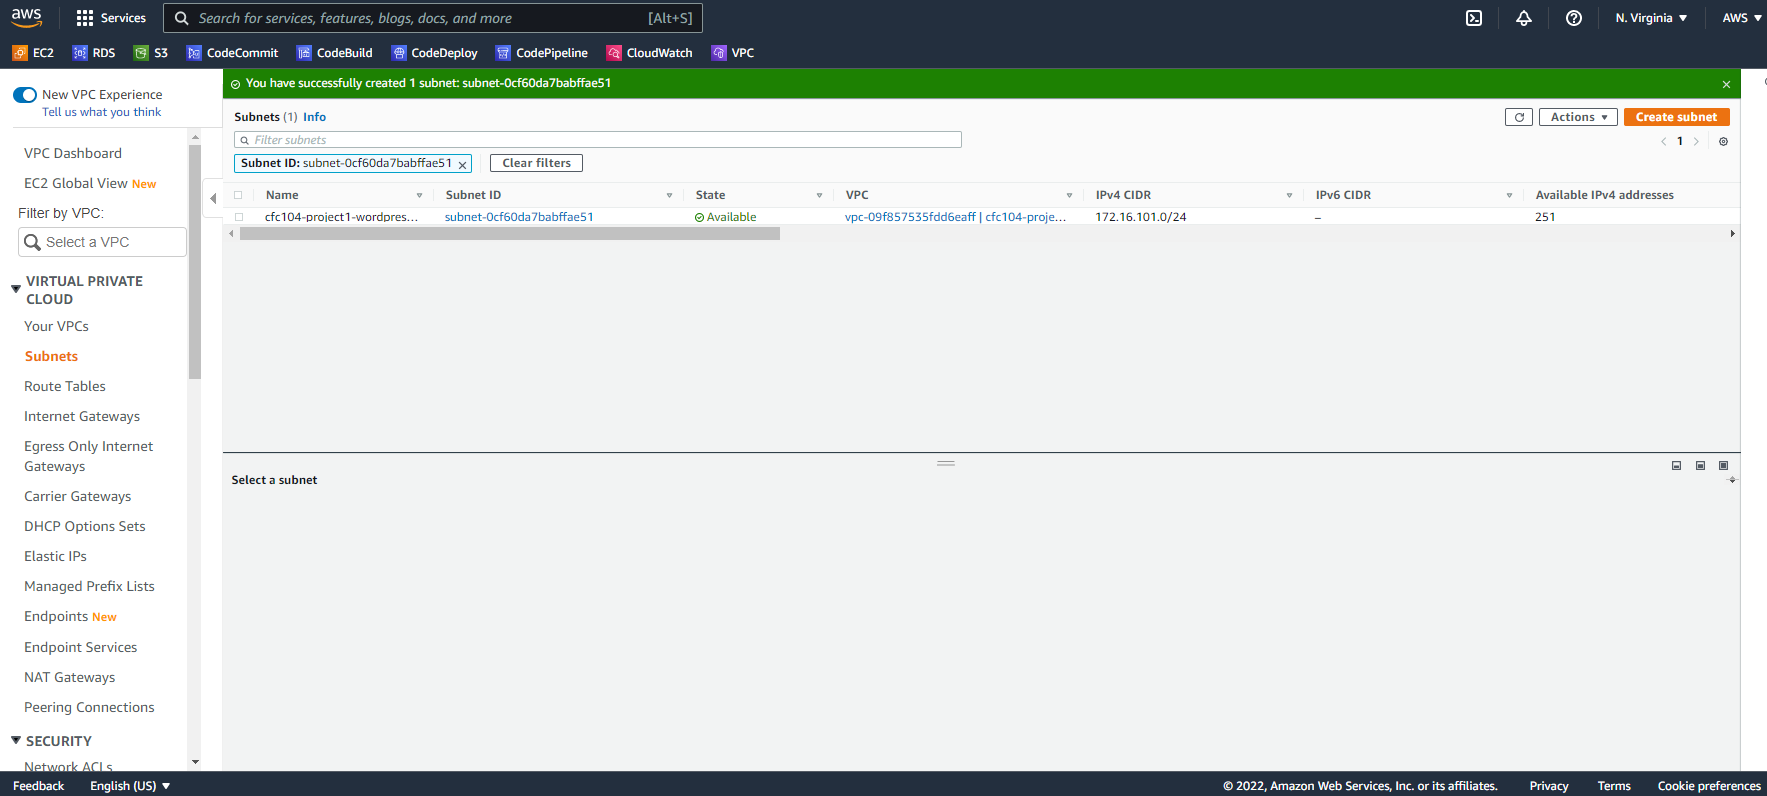 aws
Services
Search for services, features, blogs, docs, and more
[Alt+S]
N. Virginia
AWS
EC2
RDS
S3
CodeCommit
CodeBuild
CodeDeploy
CodePipeline
CloudWatch
VPC
New VPC Experience
Tell us what you think
VPC Dashboard
EC2 Global View New
Filter by VPC:
Select a VPC
VIRTUAL PRIVATE
CLOUD
Your VPCs
Subnets
Route Tables
Internet Gateways
Egress Only Internet
Gateways
Carrier Gateways
DHCP Options Sets
Elastic IPs
Managed Prefix Lists
Endpoints New
Endpoint Services
NAT Gateways
Peering Connections
SECURITY
Network ACLs
You have successfully created 1 subnet: subnet-0cf60da7babffae51
Subnets (1) Info
Actions
Create subnet
Filter subnets
1
Subnet ID: subnet-0cf60da7babffae51
Clear filters
Name
Subnet ID
State
VPC
IPv4 CIDR
IPv6 CIDR
Available IPv4 addresses
cfc104-project1-wordpres...
subnet-0cf60da7babffae51
Available
vpc-09f857535fdd6eaff | cfc104-proje...
172.16.101.0/24
–
251
Select a subnet
Feedback
English (US)
© 2022, Amazon Web Services, Inc. or its affiliates.
Privacy
Terms
Cookie preferences